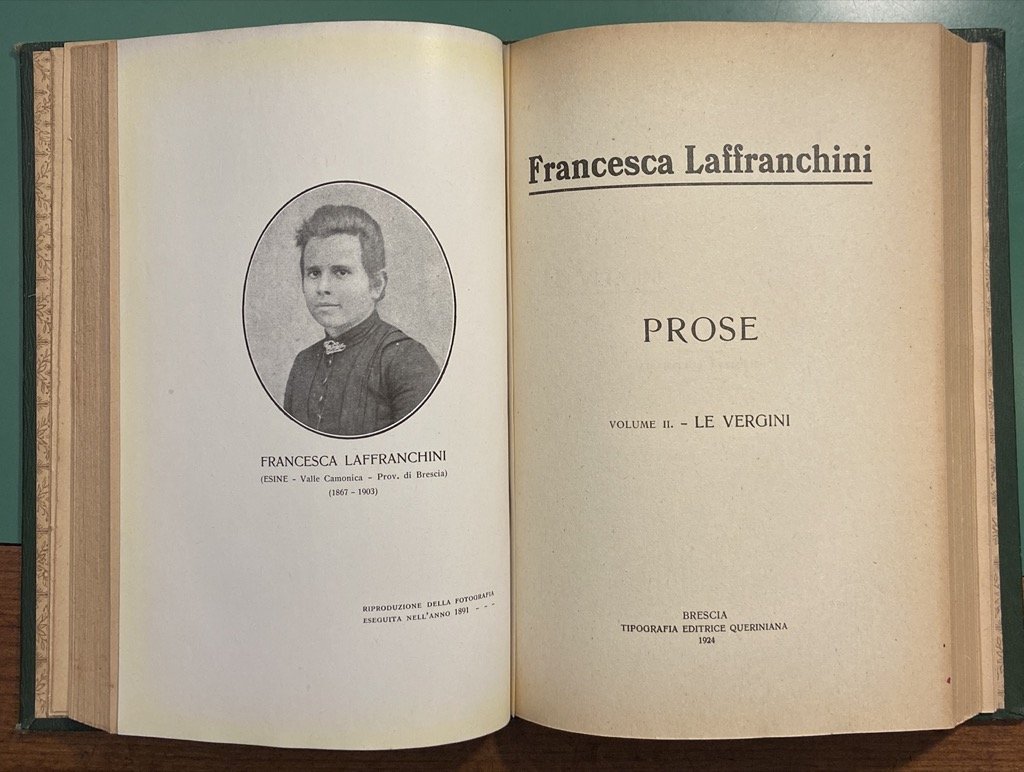 FRANCESCA LAFFRANCHINI
(ESINE - Valle Camonica - Prov. di Brescia)
(1867 - 1903)
RIPRODUZIONE DELLA FOTOGRAFIA
ESEGUITA NELL'ANNO 1891 - - -
Francesca Laffranchini
PROSE
VOLUME II. - LE VERGINI
BRESCIA
TIPOGRAFIA EDITRICE QUERINIANA
1924